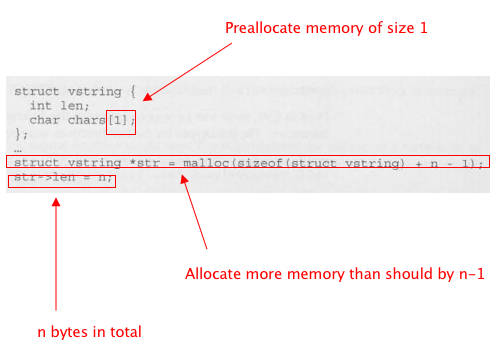 Preallocate memory of size 1
struct vstring {
int len;
char chars[1];
};
…
struct vstring *str = malloc(sizeof(struct vstring) + n - 1);
str->len = n;
Allocate more memory than should by n-1
n bytes in total